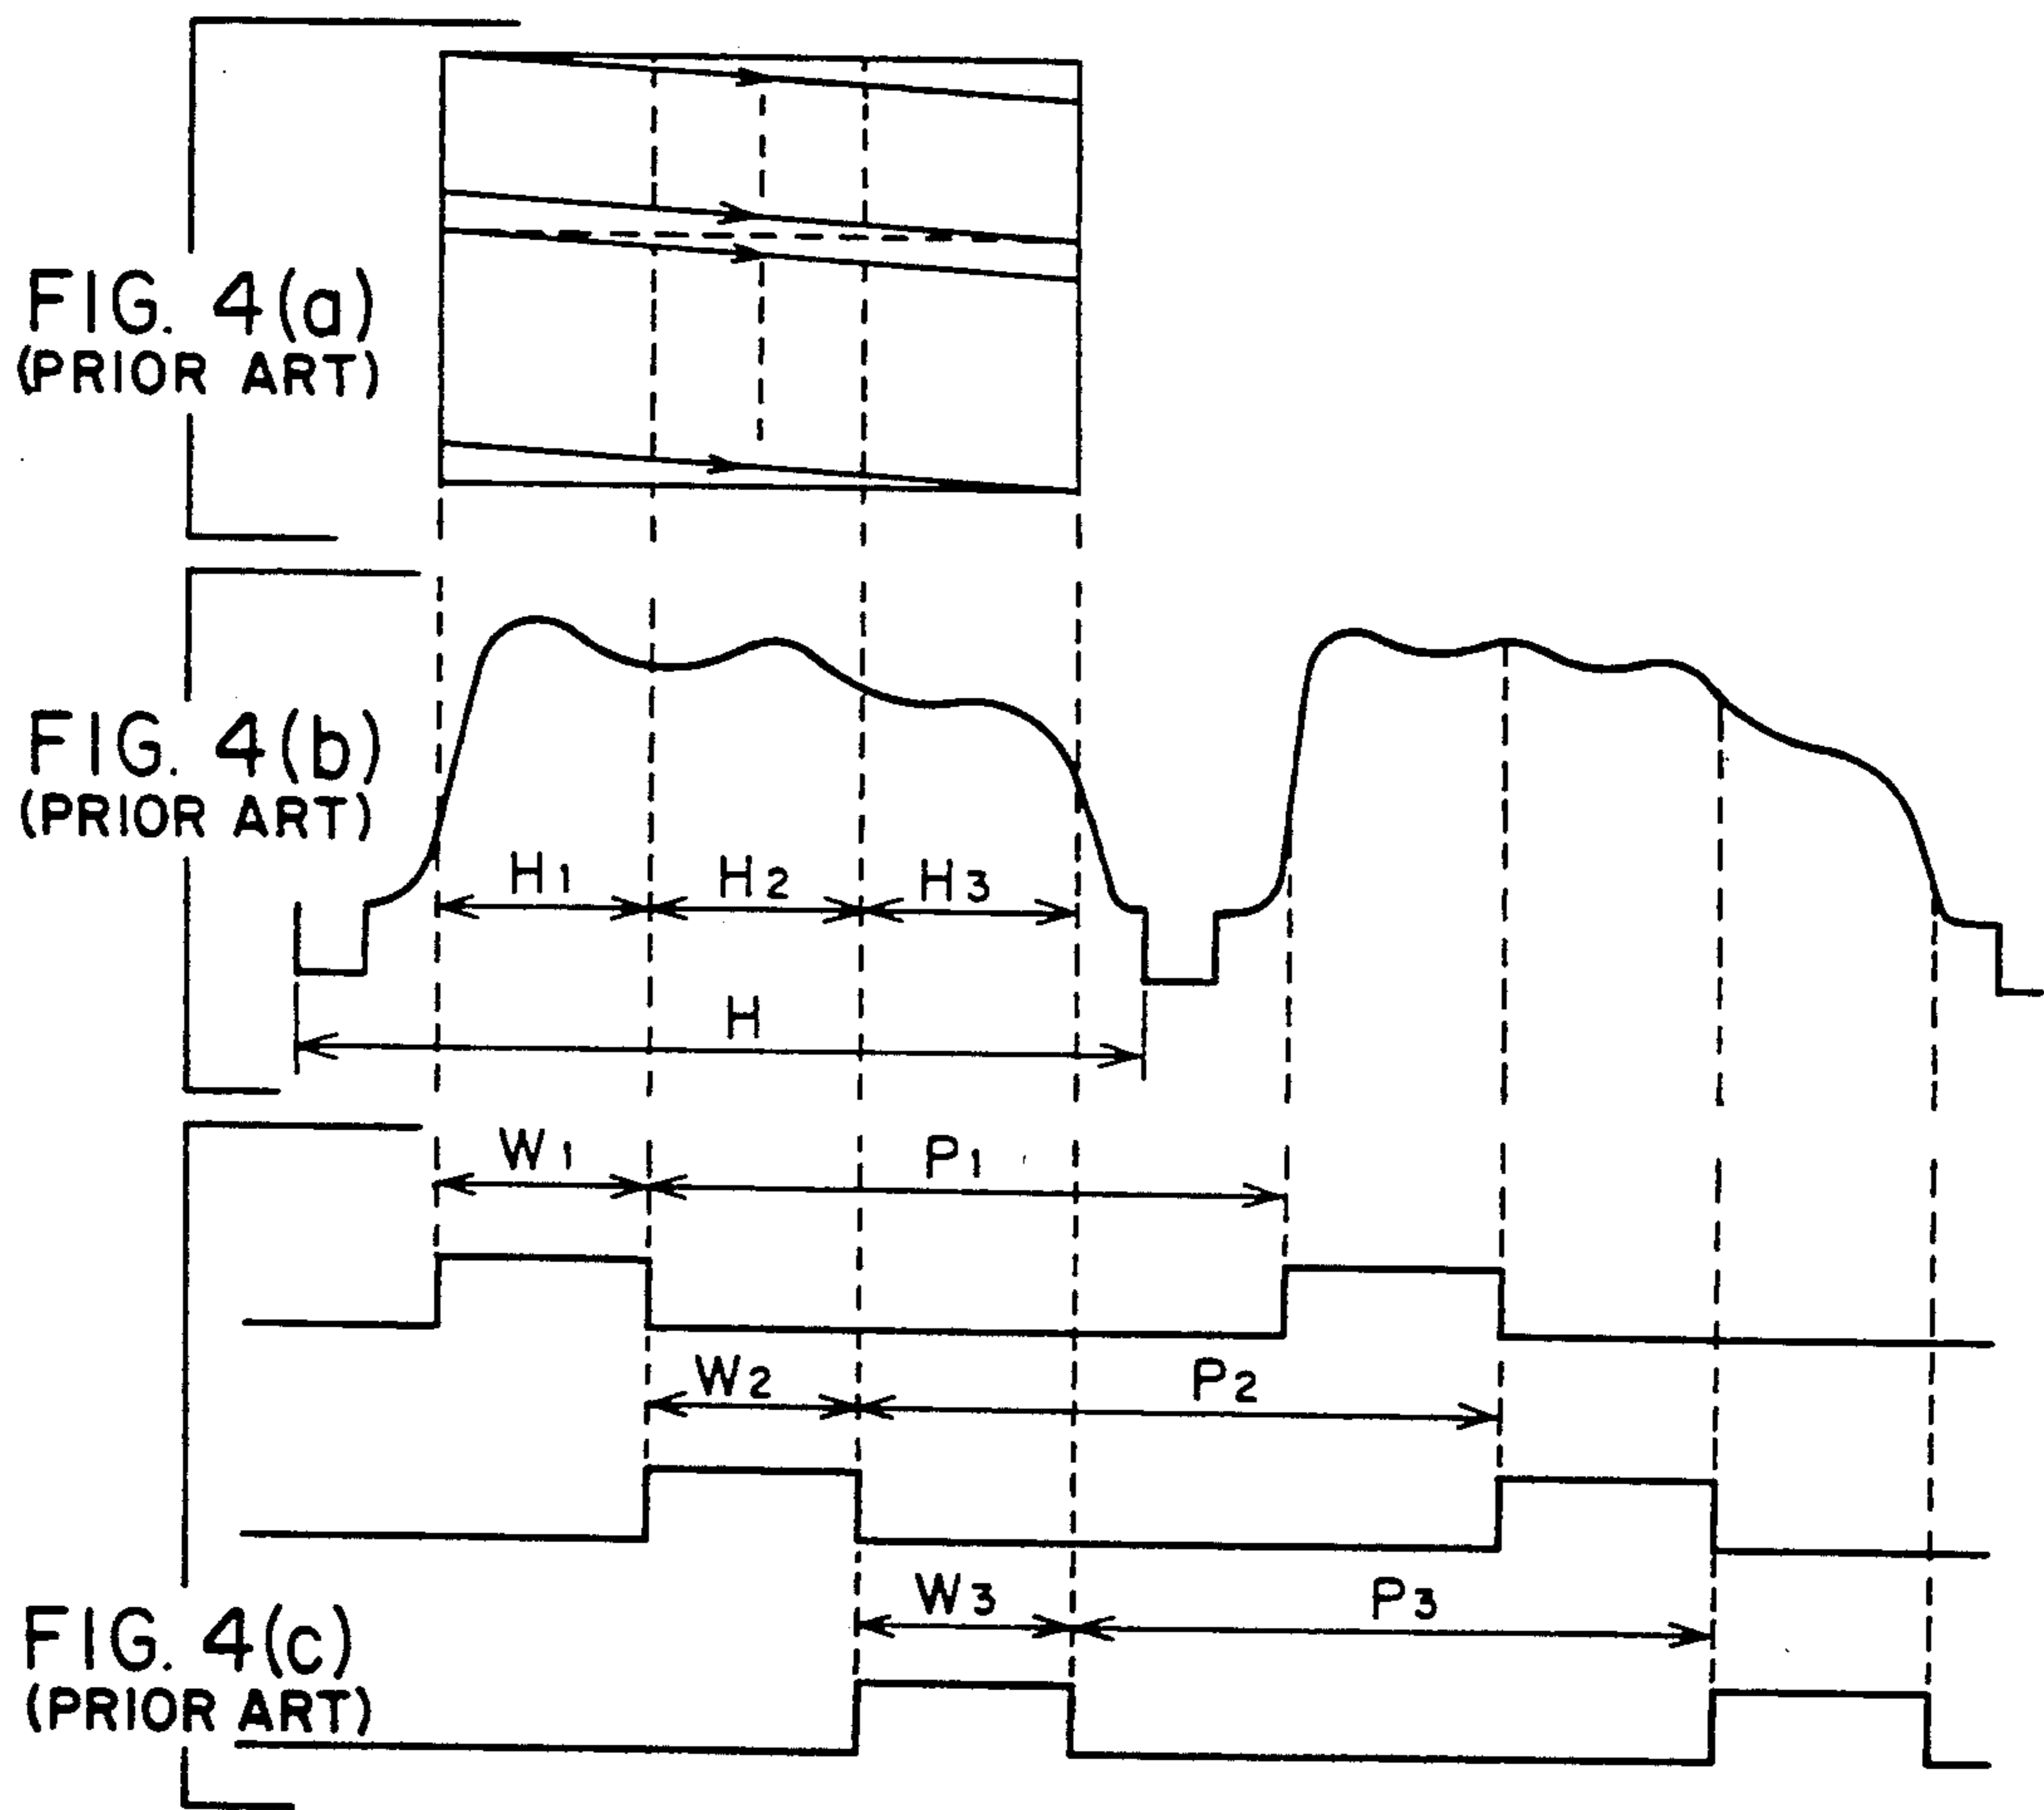 FIG. 4(a)
(PRIOR ART)
FIG. 4(b)
(PRIOR ART)
H1 H2 H3
H
W1 P1
W2 P2
W3 P3
FIG. 4(c)
(PRIOR ART)